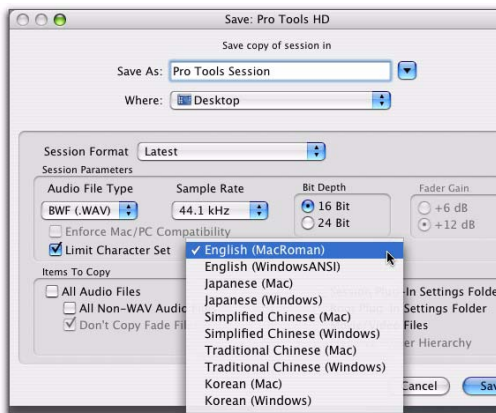 Save: Pro Tools HD
Save copy of session in
Save As: Pro Tools Session
Where: Desktop
Session Format Latest
Session Parameters
Audio File Type Sample Rate Bit Depth Fader Gain
BWF (.WAV) 44.1 kHz 16 Bit +6 dB
24 Bit +12 dB
Enforce Mac/PC Compatibility
Limit Character Set
English (MacRoman)
English (WindowsANSI)
Japanese (Mac)
Japanese (Windows)
Simplified Chinese (Mac)
Simplified Chinese (Windows)
Traditional Chinese (Mac)
Traditional Chinese (Windows)
Korean (Mac)
Korean (Windows)
Items To Copy
All Audio Files
All Non-WAV Audio
Don't Copy Fade
Settings Folde
Settings Folder
Files
Hierarchy
Cancel Sav